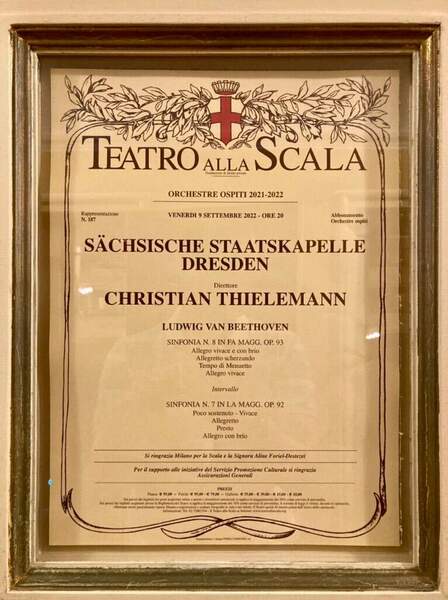 TEATRO ALLA SCALA
ORCHESTRE OSPITI 2021-2022
Rappresentazione
N. 187
VENERDÌ 9 SETTEMBRE 2022 - ORE 20
Abbonamento
Orchestre ospiti
SÄCHSISCHE STAATSKAPELLE
DRESDEN
Direttore
CHRISTIAN THIELEMANN
LUDWIG VAN BEETHOVEN
SINFONIA N. 8 IN FA MAGG. OP. 93
Allegro vivace e con brio
Allegretto scherzando
Tempo di Menuetto
Allegro vivace
Intervallo
SINFONIA N. 7 IN LA MAGG. OP. 92
Poco sostenuto - Vivace
Allegretto
Presto
Allegro con brio
Si ringrazia Milano per la Scala e la Signora Aline Foriel-Destezet
Per il supporto alle iniziative del Servizio Promozione Culturale si ringrazia
Assicurazioni Generali
PREZZI